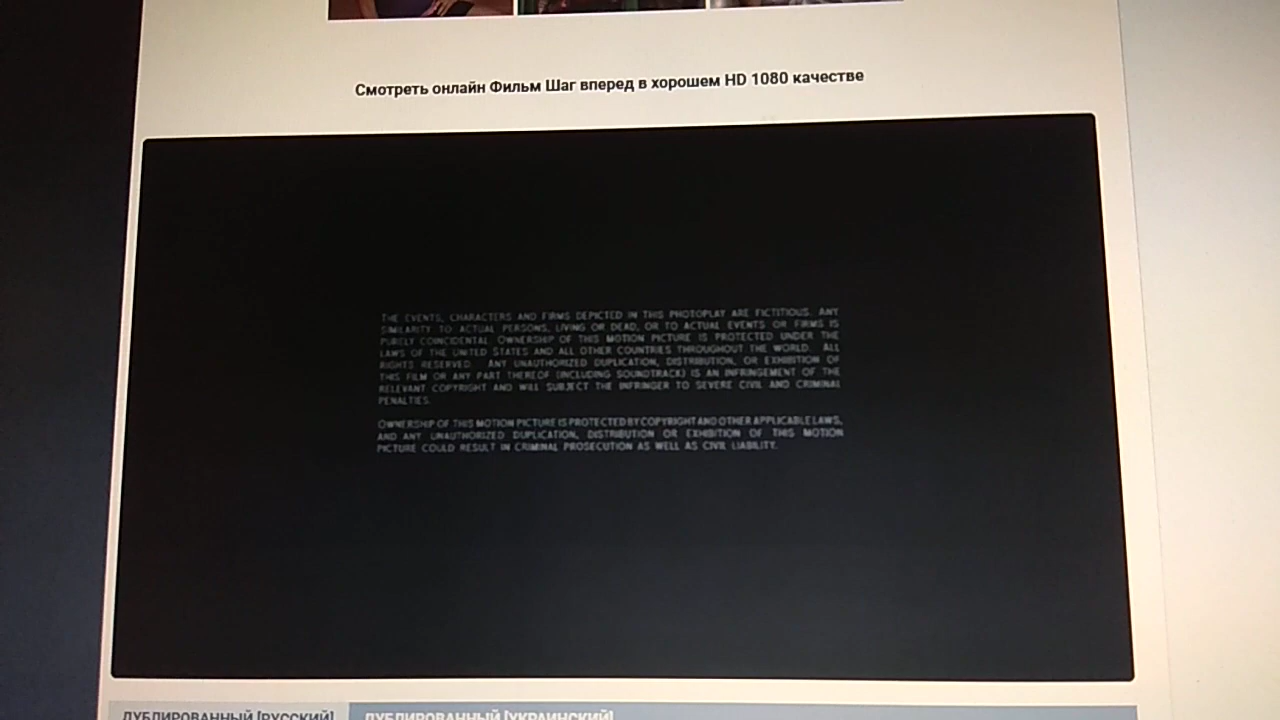 Смотреть онлайн Фильм Шаг вперед в хорошем HD 1080 качестве
THE EVENTS, CHARACTERS AND FIRMS DEPICTED IN THIS PHOTOPLAY ARE FICTITIOUS. ANY
SIMILARITY TO ACTUAL PERSONS, LIVING OR DEAD, OR TO ACTUAL EVENTS OR FIRMS IS
PURELY COINCIDENTAL. OWNERSHIP OF THIS MOTION PICTURE IS PROTECTED UNDER THE
LAWS OF THE UNITED STATES AND ALL OTHER COUNTRIES THROUGHOUT THE WORLD. ALL
RIGHTS RESERVED. ANY UNAUTHORIZED DUPLICATION, DISTRIBUTION, OR EXHIBITION OF
THIS FILM OR ANY PART THEREOF (INCLUDING SOUNDTRACK) IS AN INFRINGEMENT OF THE
RELEVANT COPYRIGHT AND WILL SUBJECT THE INFRINGER TO SEVERE CIVIL AND CRIMINAL
PENALTIES.
OWNERSHIP OF THIS MOTION PICTURE IS PROTECTED BY COPYRIGHT AND OTHER APPLICABLE LAWS,
AND ANY UNAUTHORIZED DUPLICATION, DISTRIBUTION OR EXHIBITION OF THIS MOTION
PICTURE COULD RESULT IN CRIMINAL PROSECUTION AS WELL AS CIVIL LIABILITY.
ДУБЛИРОВАННЫЙ [РУССКИЙ] ДУБЛИРОВАННЫЙ [УКРАИНСКИЙ]